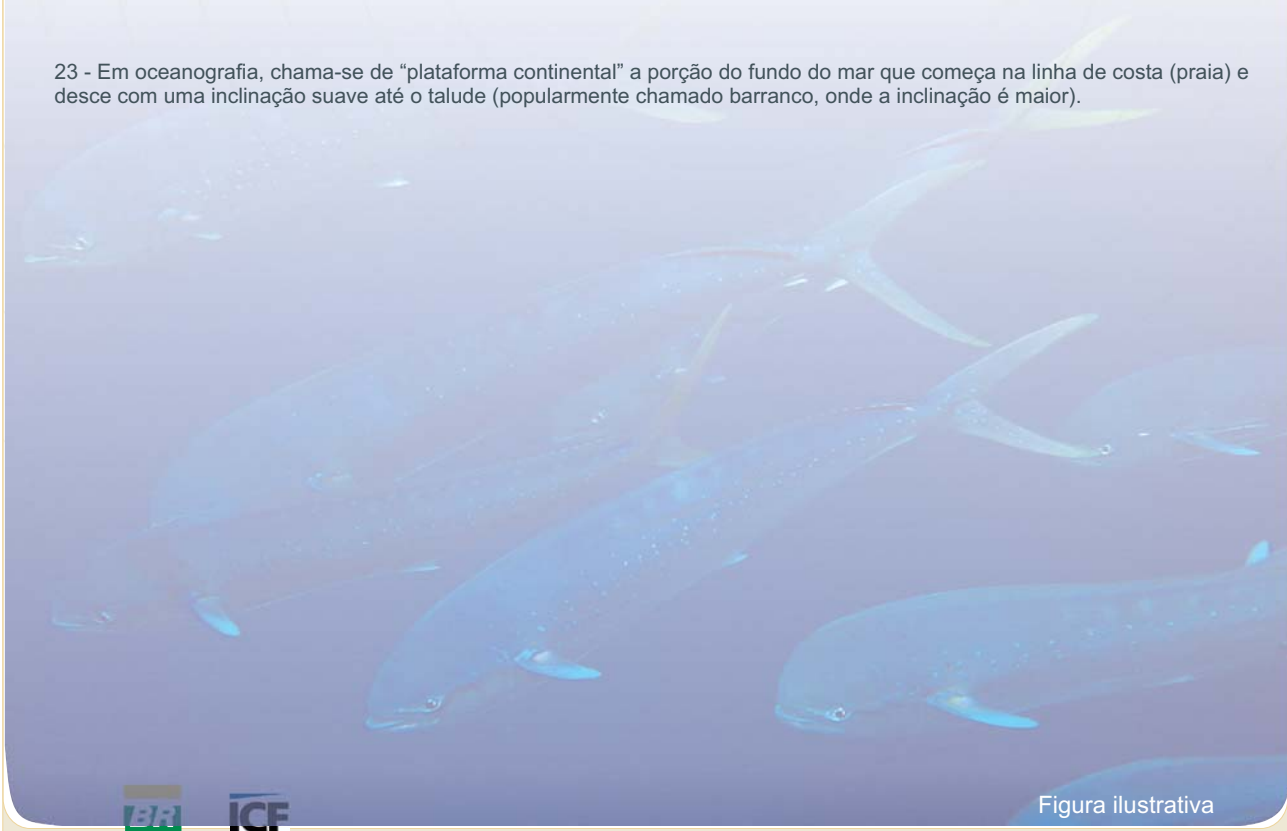 23 - Em oceanografia, chama-se de “plataforma continental” a porção do fundo do mar que começa na linha de costa (praia) e
desce com uma inclinação suave até o talude (popularmente chamado barranco, onde a inclinação é maior).
Figura ilustrativa
BR ICF